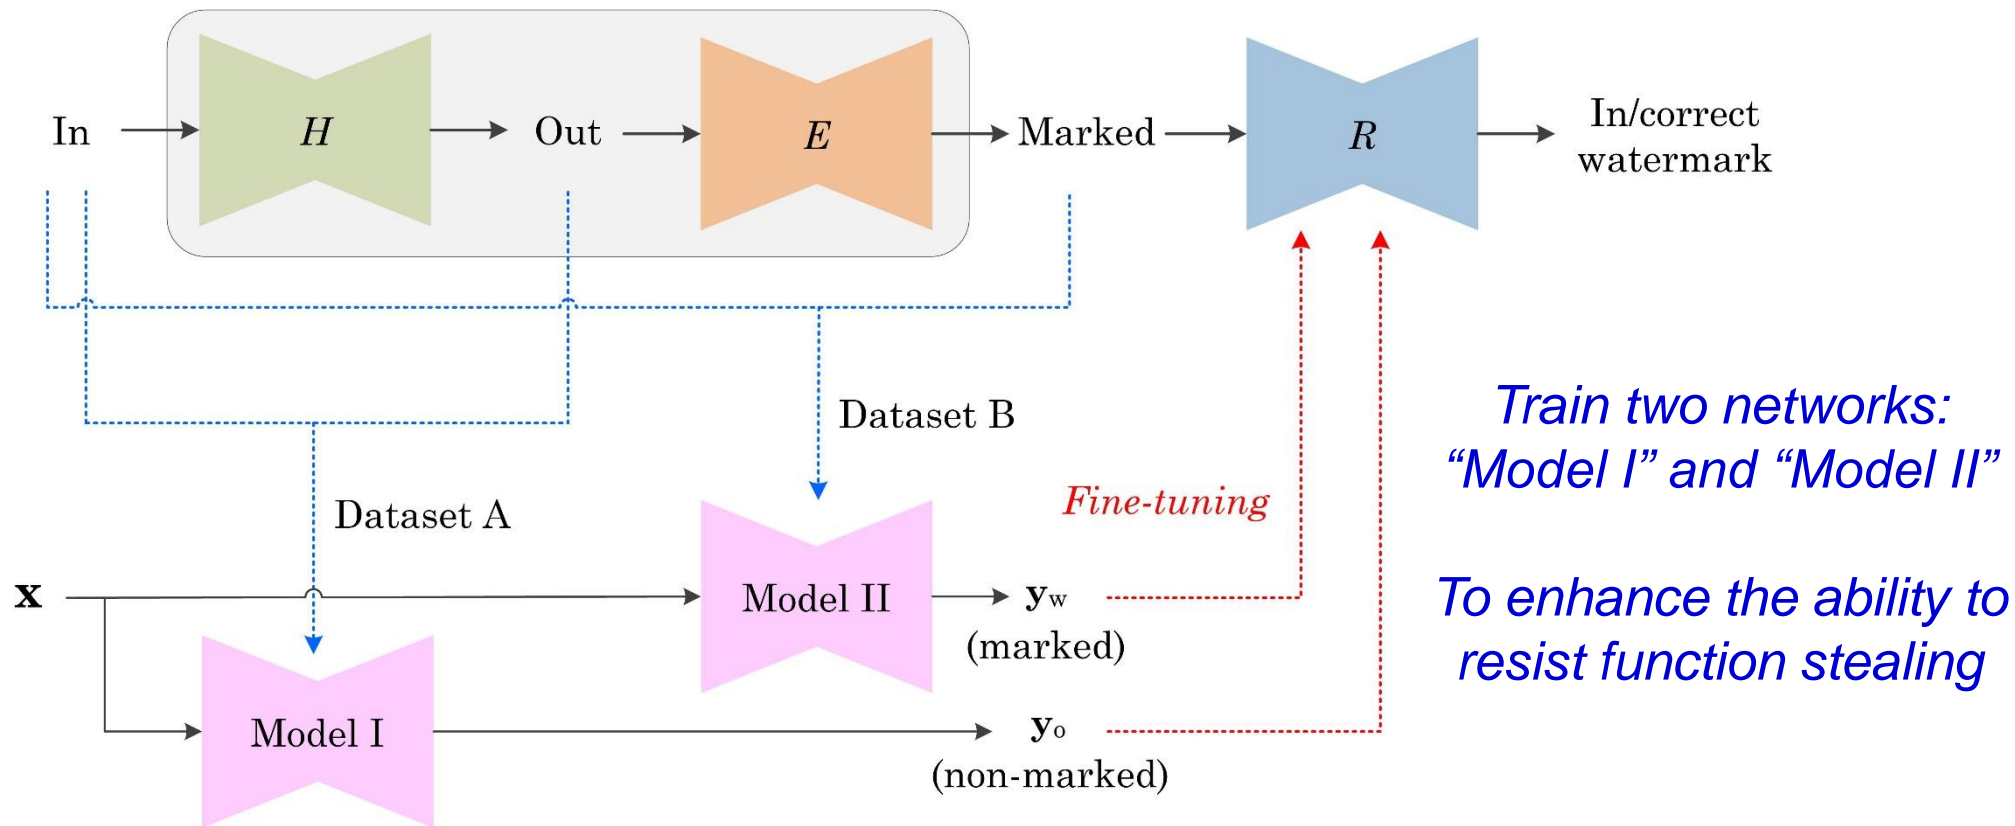 In
H
Out
E
Marked
R
In/correct
watermark
Dataset B
Dataset A
Fine-tuning
Train two networks:
“Model I” and “Model II”
To enhance the ability to
resist function stealing
x
Model II
yw
(marked)
Model I
yo
(non-marked)